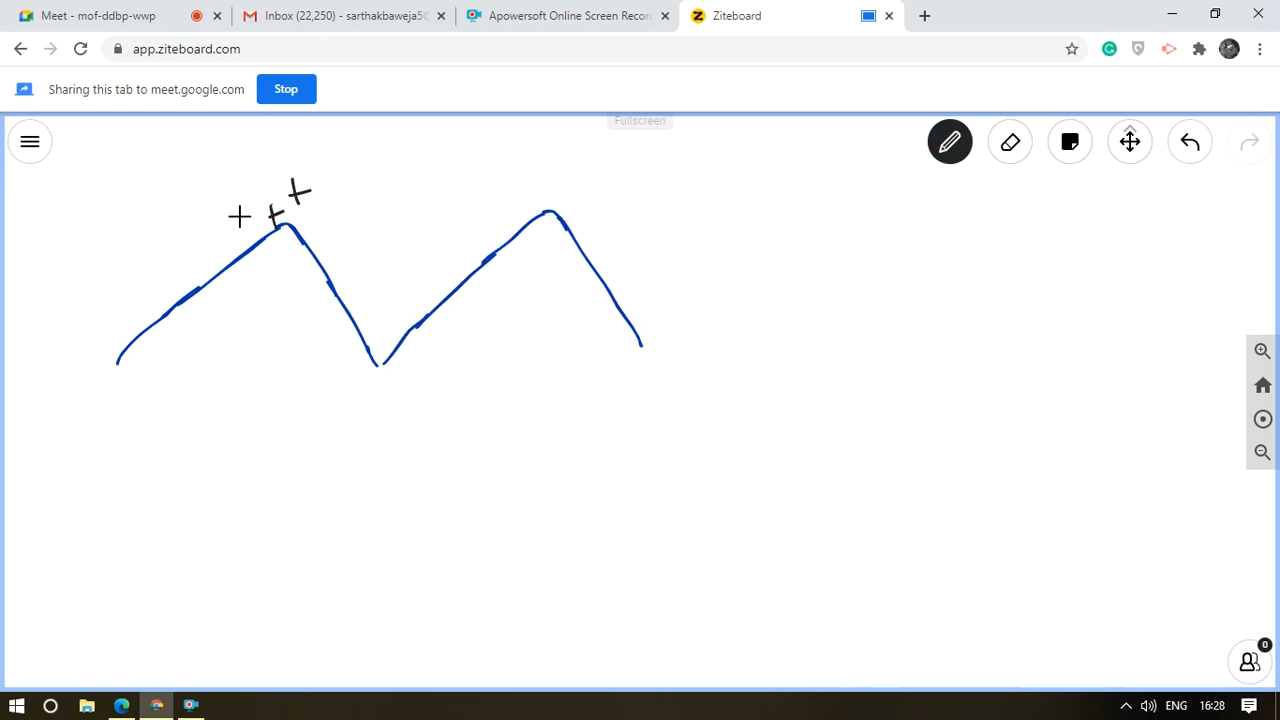 Meet - mof-ddbp-wwp
Inbox (22,250) - sarthakbaweja5
Apowersoft Online Screen Recor
Ziteboard
app.ziteboard.com
Sharing this tab to meet.google.com
Stop
Fullscreen
+ + +
0
ENG
16:28